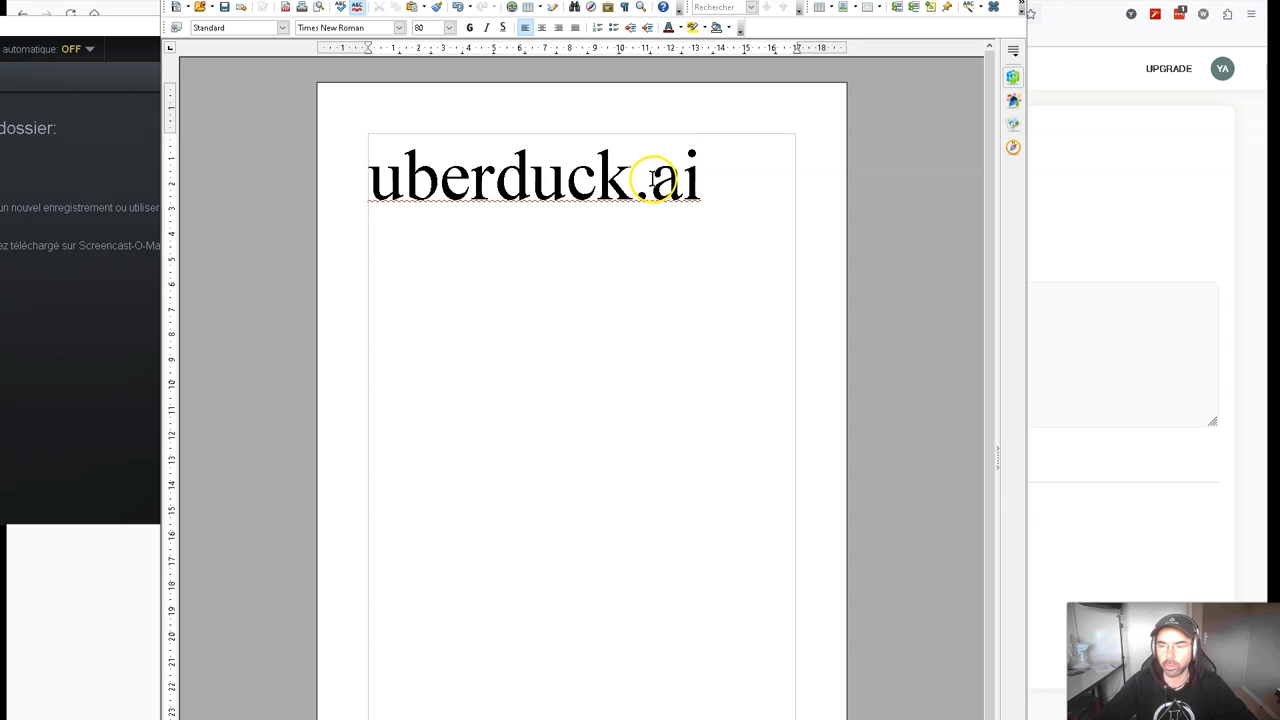 Rechercher
automatique: OFF
Standard
Times New Roman
80
UPGRADE
YA
dossier:
uberduck.ai
un nouvel enregistrement ou utiliser
ez téléchargé sur Screencast-O-Ma